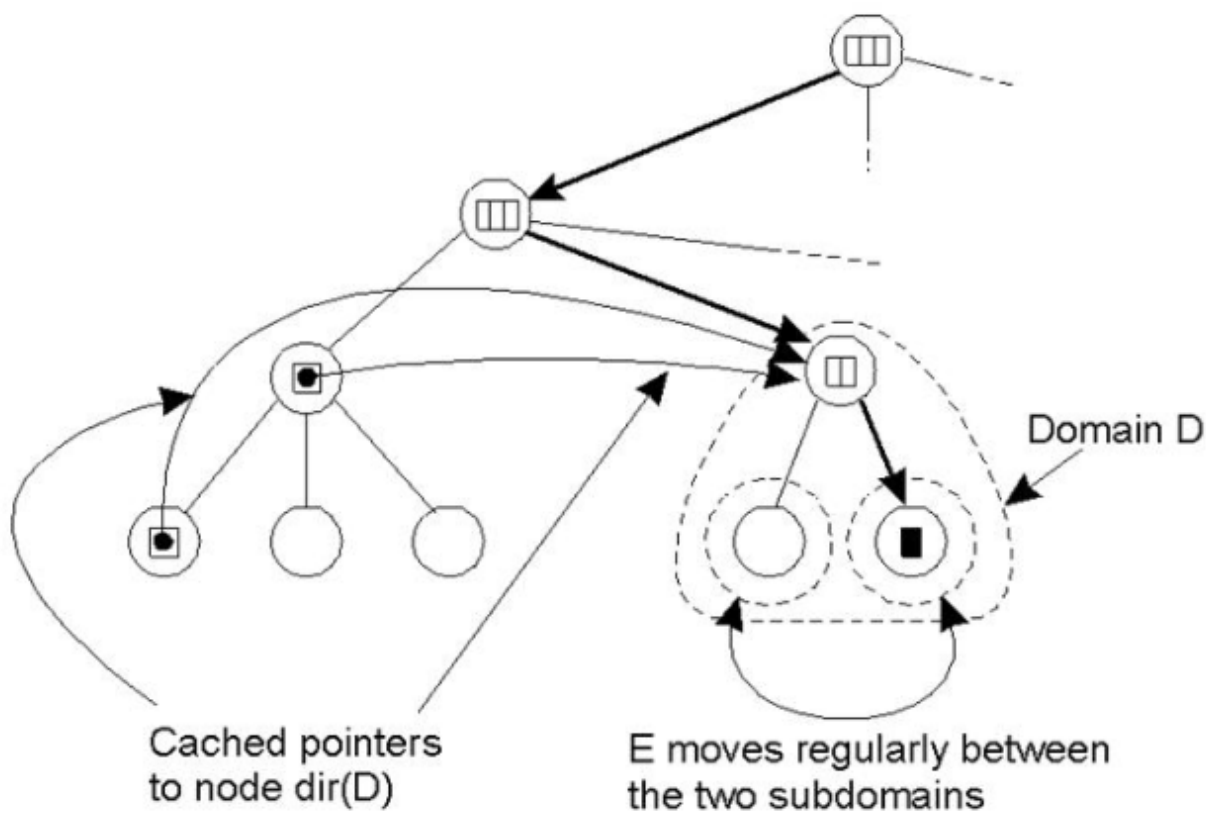 Domain D
Cached pointers
to node dir(D)
E moves regularly between
the two subdomains